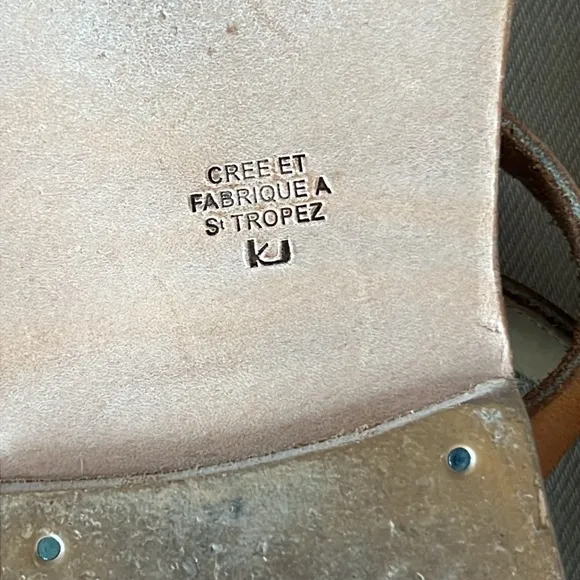 CREE ET
FABRIQUE A
St TROPEZ
KJ